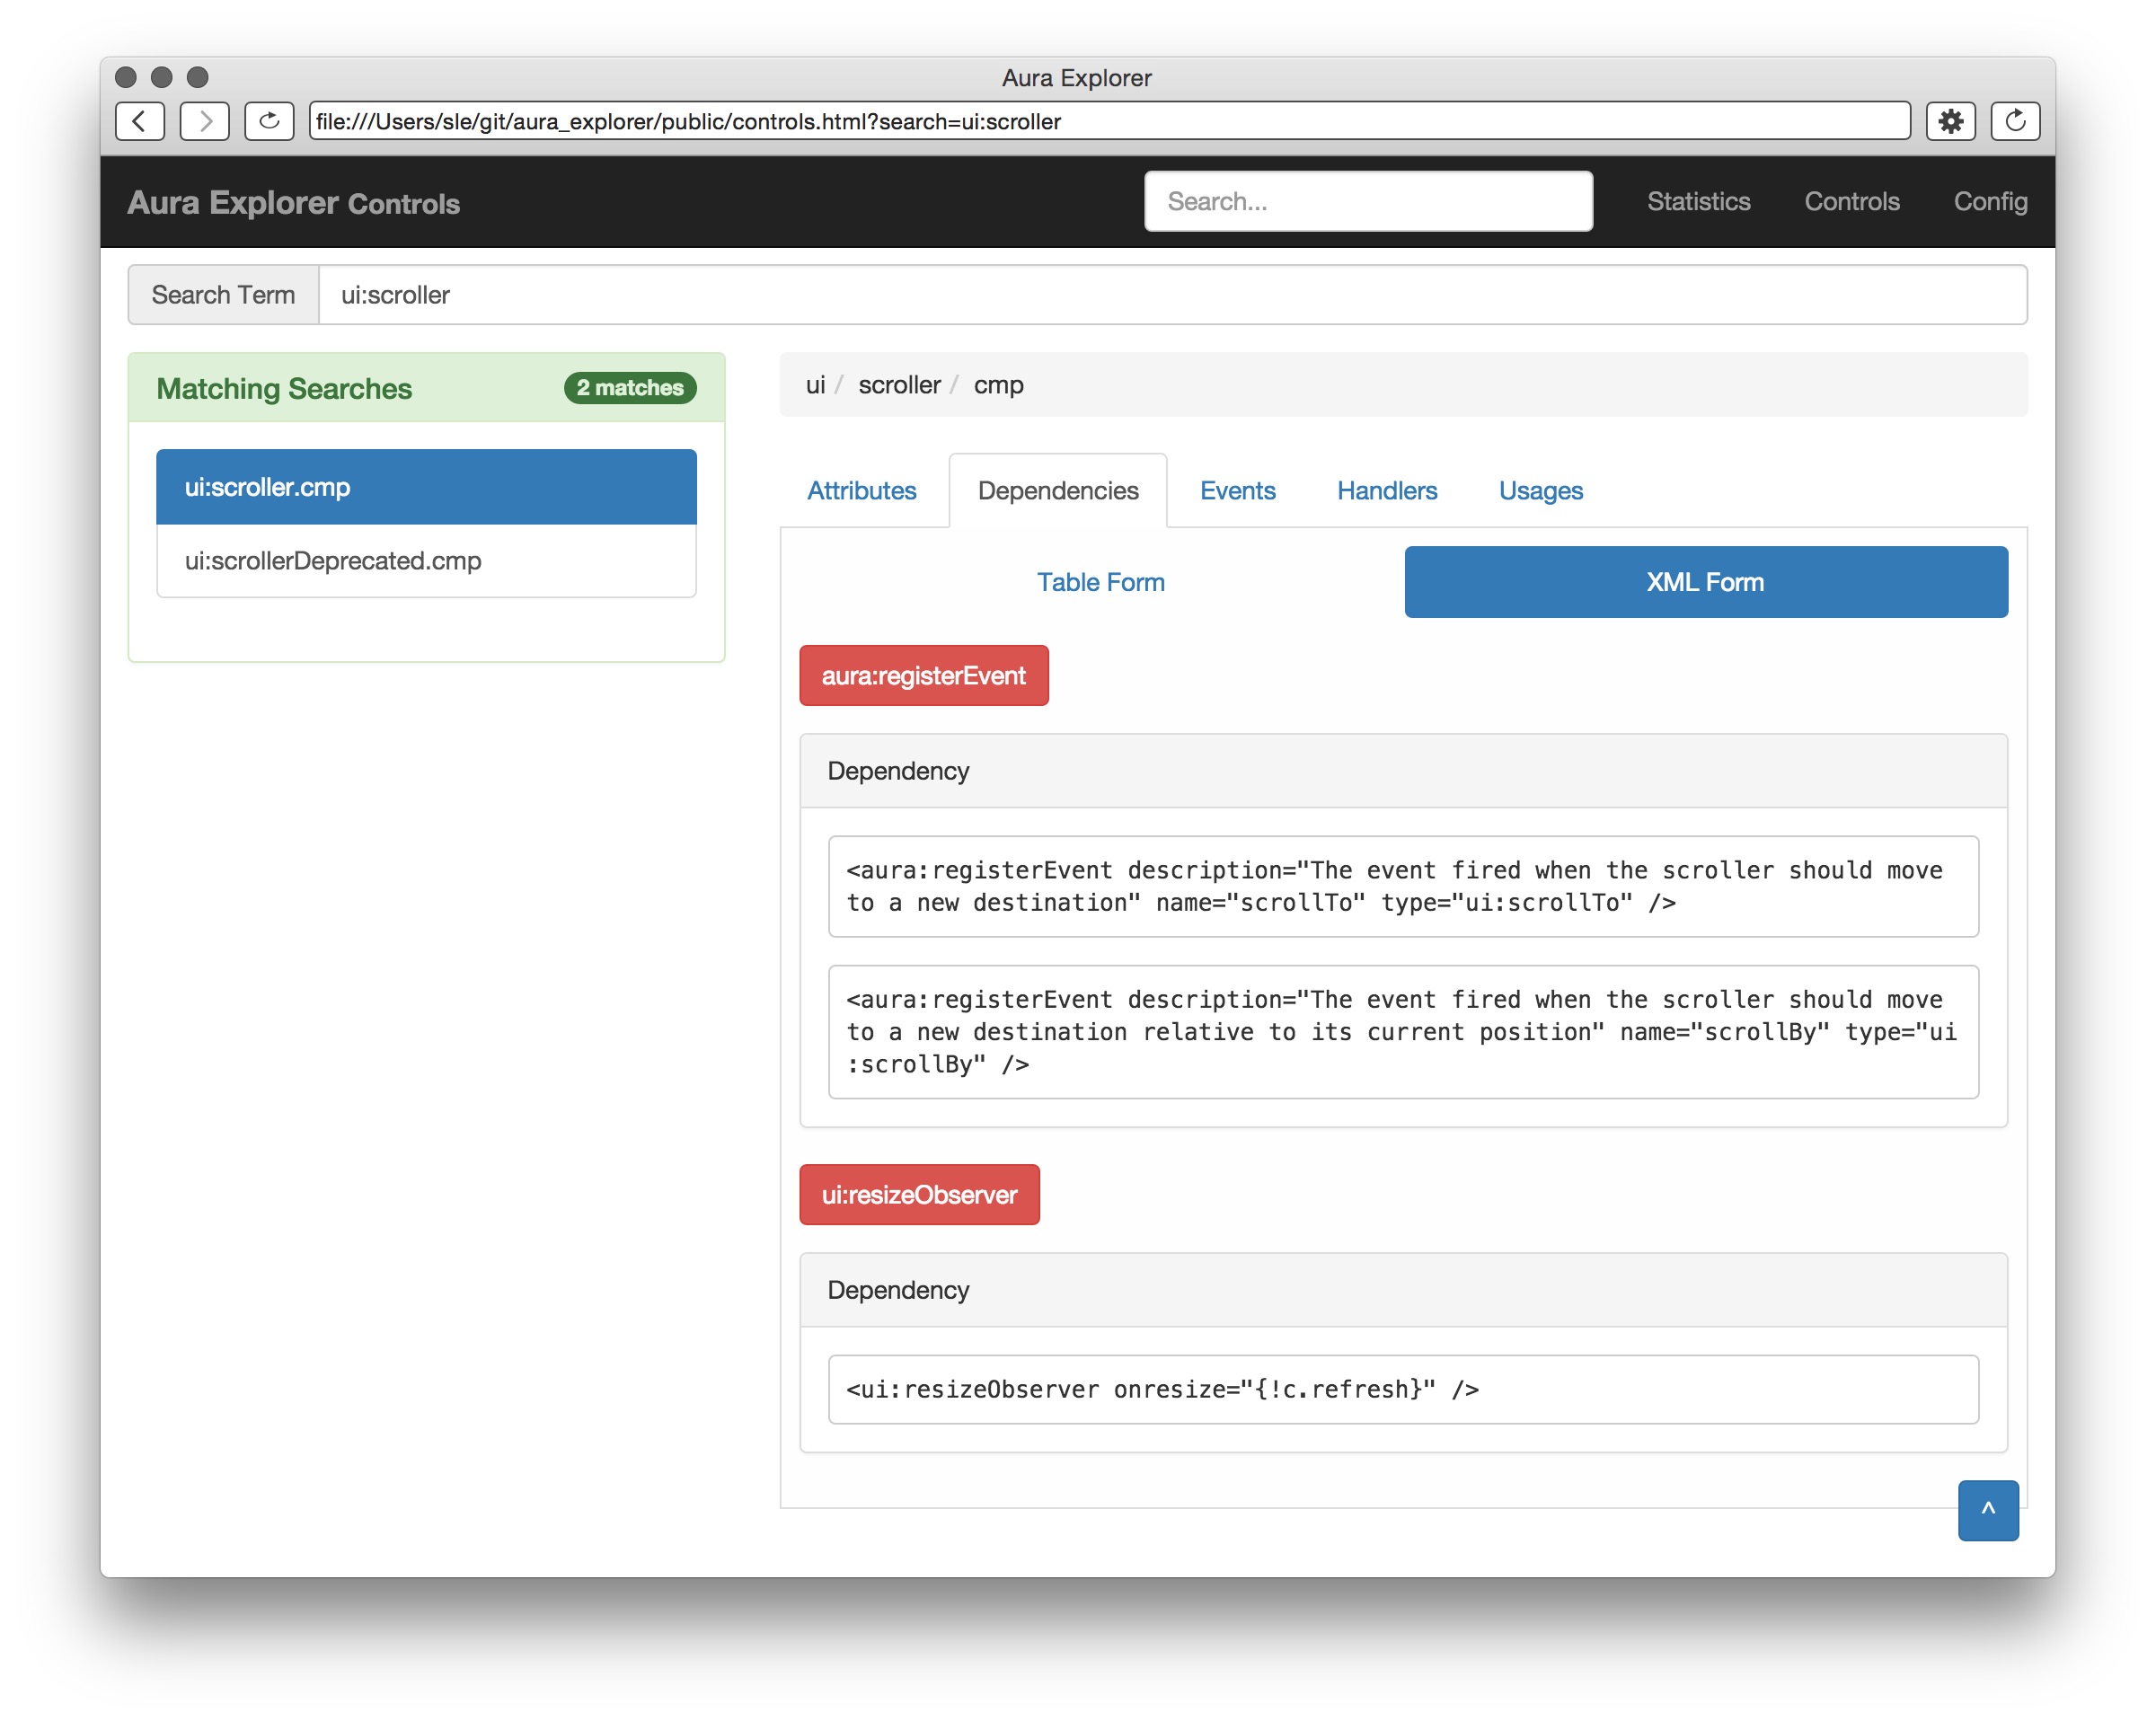 Aura Explorer
file:///Users/sle/git/aura_explorer/public/controls.html?search=ui:scroller
Aura Explorer Controls
Search...
Statistics
Controls
Config
Search Term
ui:scroller
Matching Searches
2 matches
ui:scroller.cmp
ui:scrollerDeprecated.cmp
ui / scroller / cmp
Attributes
Dependencies
Events
Handlers
Usages
Table Form
XML Form
aura:registerEvent
Dependency
<aura:registerEvent description="The event fired when the scroller should move
to a new destination" name="scrollTo" type="ui:scrollTo" />
<aura:registerEvent description="The event fired when the scroller should move
to a new destination relative to its current position" name="scrollBy" type="ui
:scrollBy" />
ui:resizeObserver
Dependency
<ui:resizeObserver onresize="{!c.refresh}" />
^